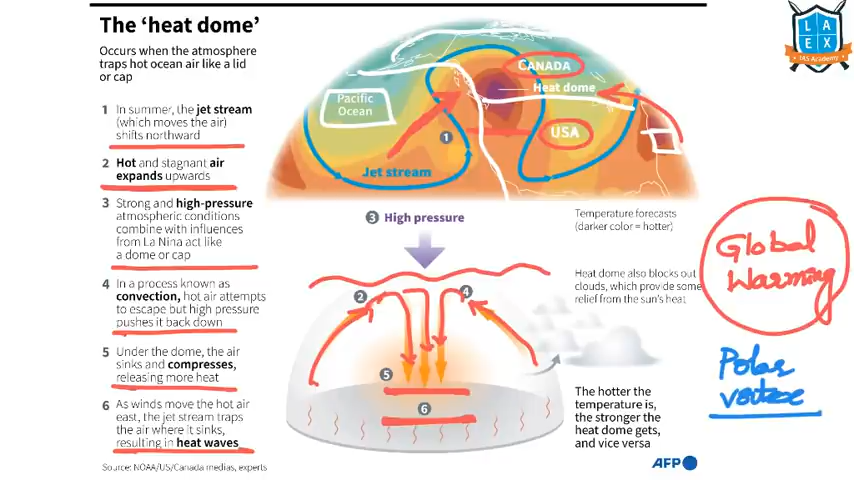 The ‘heat dome’
Occurs when the atmosphere
traps hot ocean air like a lid
or cap
1 In summer, the jet stream
(which moves the air)
shifts northward
2 Hot and stagnant air
expands upwards
3 Strong and high-pressure
atmospheric conditions
combine with influences
from La Nina act like
a dome or cap
4 In a process known as
convection, hot air attempts
to escape but high pressure
pushes it back down
5 Under the dome, the air
sinks and compresses,
releasing more heat
6 As winds move the hot air
east, the jet stream traps
the air where it sinks,
resulting in heat waves
Source: NOAA/US/Canada medias, experts
Pacific
Ocean
CANADA
Heat dome
USA
1
Jet stream
3 High pressure
Temperature forecasts
(darker color = hotter)
Heat dome also blocks out
clouds, which provide some
relief from the sun's heat
2
4
5
6
The hotter the
temperature is,
the stronger the
heat dome gets,
and vice versa
AFP
L A
E X
IAS Academy
Global
Warming
Polar
vortex